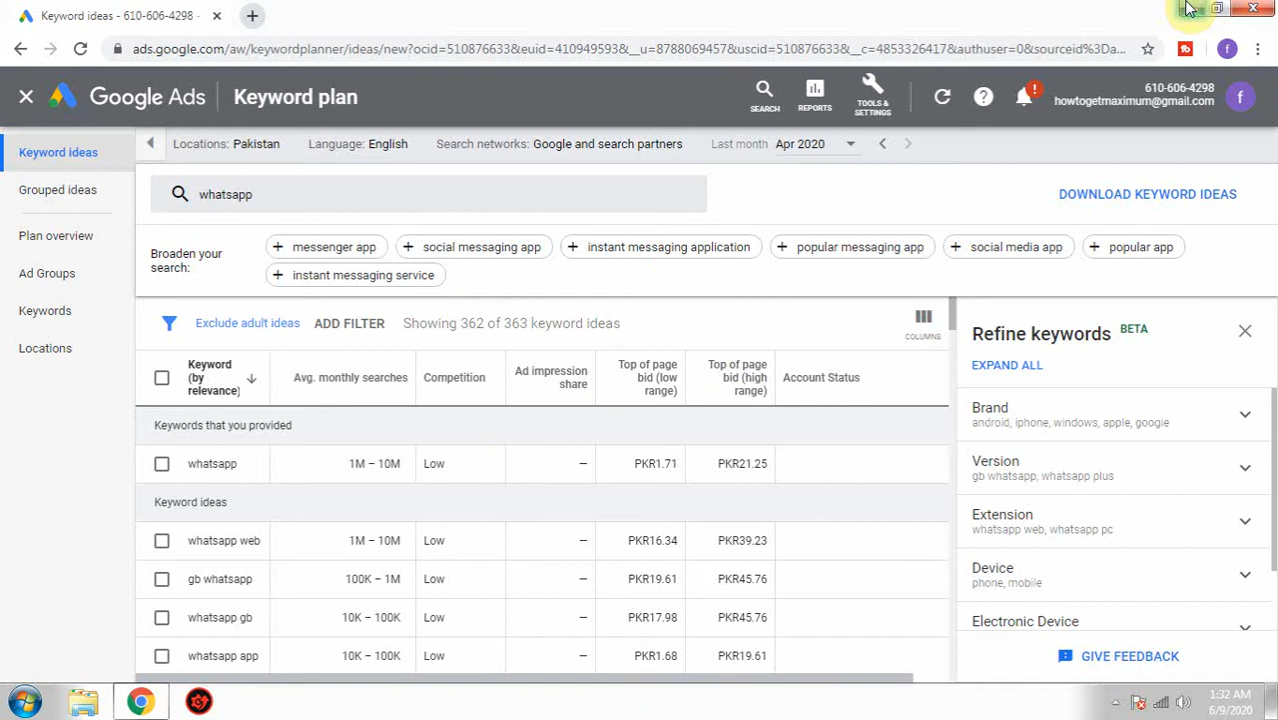 Keyword ideas - 610-606-4298 -
ads.google.com/aw/keywordplanner/ideas/new?ocid=510876633&euid=410949593&__u=8788069457&uscid=510876633&__c=4853326417&authuser=0&sourceid%3Da...
f
Google Ads
Keyword plan
SEARCH
REPORTS
TOOLS &
SETTINGS
!
610-606-4298
howtogetmaximum@gmail.com
f
Keyword ideas
Grouped ideas
Plan overview
Ad Groups
Keywords
Locations
Locations: Pakistan
Language: English
Search networks: Google and search partners
Last month
Apr 2020
whatsapp
DOWNLOAD KEYWORD IDEAS
Broaden your
search:
+ messenger app
+ social messaging app
+ instant messaging application
+ popular messaging app
+ social media app
+ popular app
+ instant messaging service
Exclude adult ideas
ADD FILTER
Showing 362 of 363 keyword ideas
COLUMNS
Keyword
(by
relevance)
Avg. monthly searches
Competition
Ad impression
share
Top of page
bid (low
range)
Top of page
bid (high
range)
Account Status
Keywords that you provided
whatsapp 1M – 10M Low – PKR1.71 PKR21.25
Keyword ideas
whatsapp web 1M – 10M Low – PKR16.34 PKR39.23
gb whatsapp 100K – 1M Low – PKR19.61 PKR45.76
whatsapp gb 10K – 100K Low – PKR17.98 PKR45.76
whatsapp app 10K – 100K Low – PKR1.68 PKR19.61
Refine keywords BETA
EXPAND ALL
Brand
android, iphone, windows, apple, google
Version
gb whatsapp, whatsapp plus
Extension
whatsapp web, whatsapp pc
Device
phone, mobile
Electronic Device
GIVE FEEDBACK
1:32 AM
6/9/2020